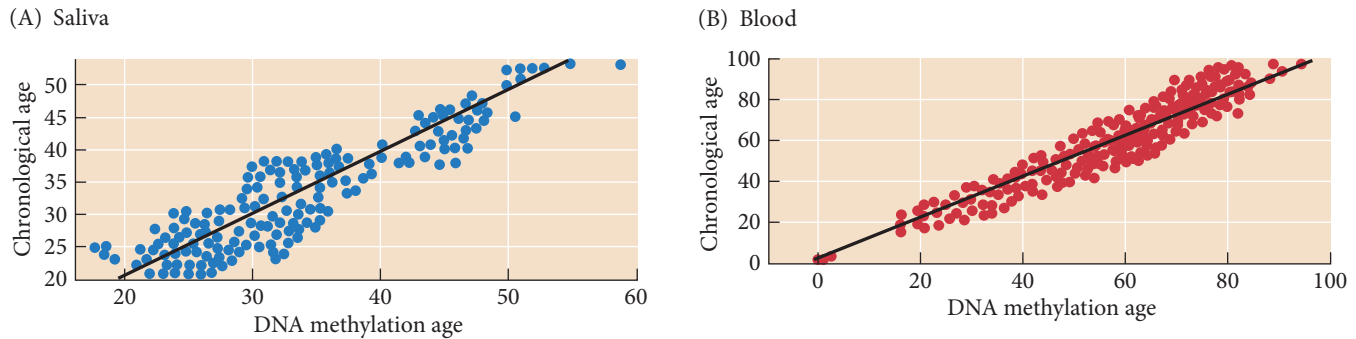 (A) Saliva
Chronological age
50
45
40
35
30
25
20
20 30 40 50 60
DNA methylation age
(B) Blood
Chronological age
100
80
60
40
20
0
0 20 40 60 80 100
DNA methylation age